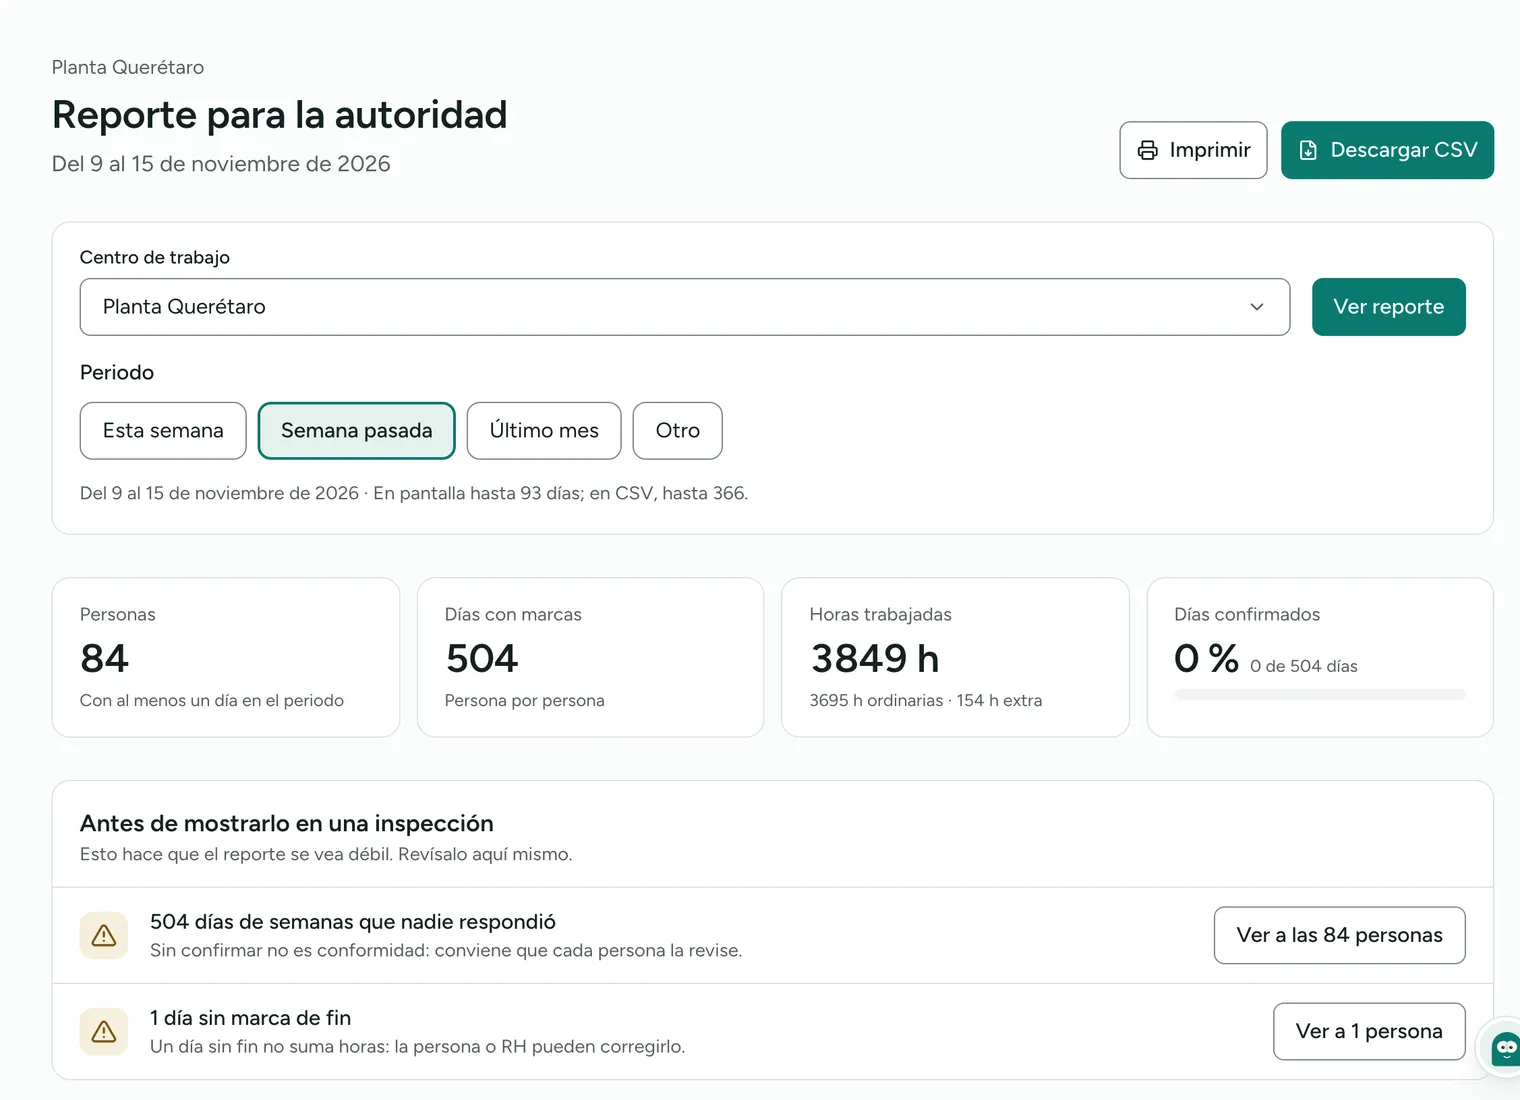 Planta Querétaro
Reporte para la autoridad
Del 9 al 15 de noviembre de 2026
Imprimir
Descargar CSV
Centro de trabajo
Planta Querétaro
Ver reporte
Periodo
Esta semana
Semana pasada
Último mes
Otro
Del 9 al 15 de noviembre de 2026 · En pantalla hasta 93 días; en CSV, hasta 366.
Personas
84
Con al menos un día en el periodo
Días con marcas
504
Persona por persona
Horas trabajadas
3849 h
3695 h ordinarias · 154 h extra
Días confirmados
0 % 0 de 504 días
Antes de mostrarlo en una inspección
Esto hace que el reporte se vea débil. Revísalo aquí mismo.
504 días de semanas que nadie respondió
Sin confirmar no es conformidad: conviene que cada persona la revise.
Ver a las 84 personas
1 día sin marca de fin
Un día sin fin no suma horas: la persona o RH pueden corregirlo.
Ver a 1 persona